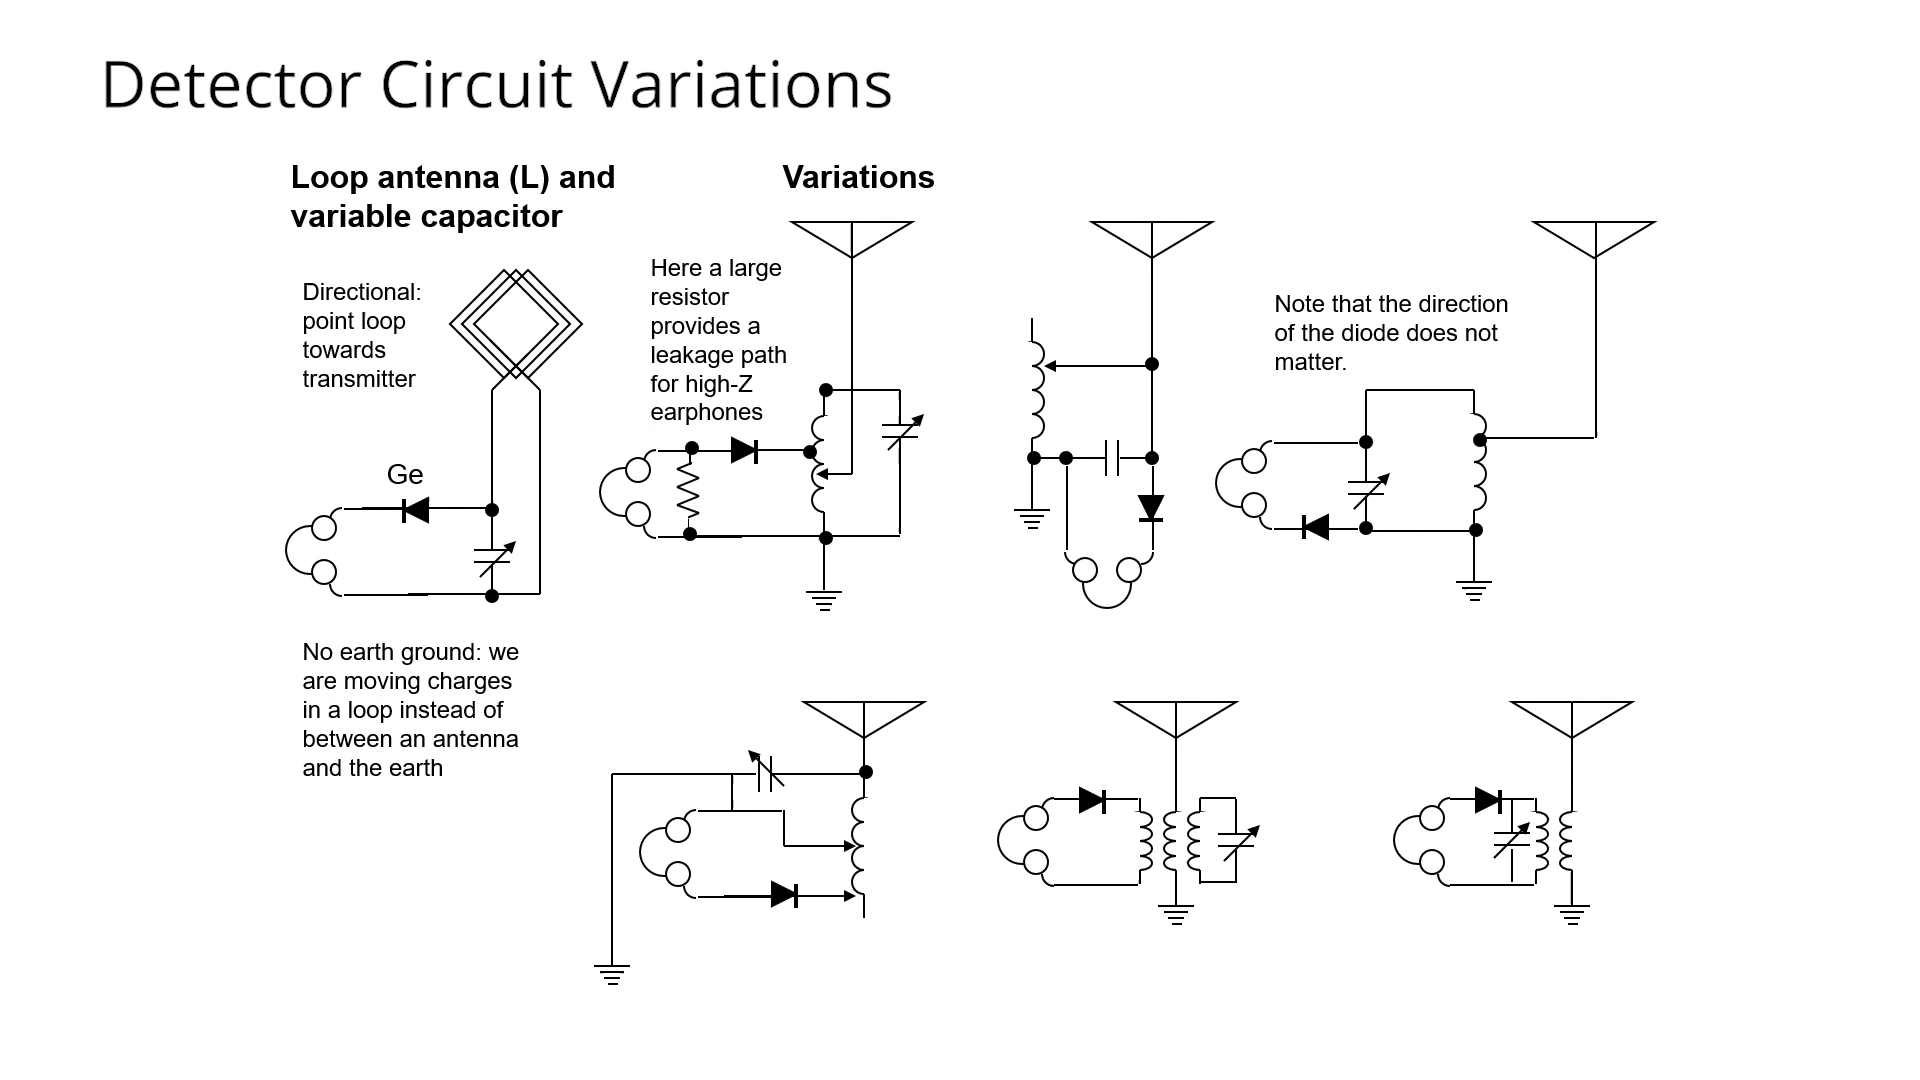 Detector Circuit Variations
Loop antenna (L) and
variable capacitor
Variations
Directional:
point loop
towards
transmitter
Here a large
resistor
provides a
leakage path
for high-Z
earphones
Note that the direction
of the diode does not
matter.
Ge
No earth ground: we
are moving charges
in a loop instead of
between an antenna
and the earth